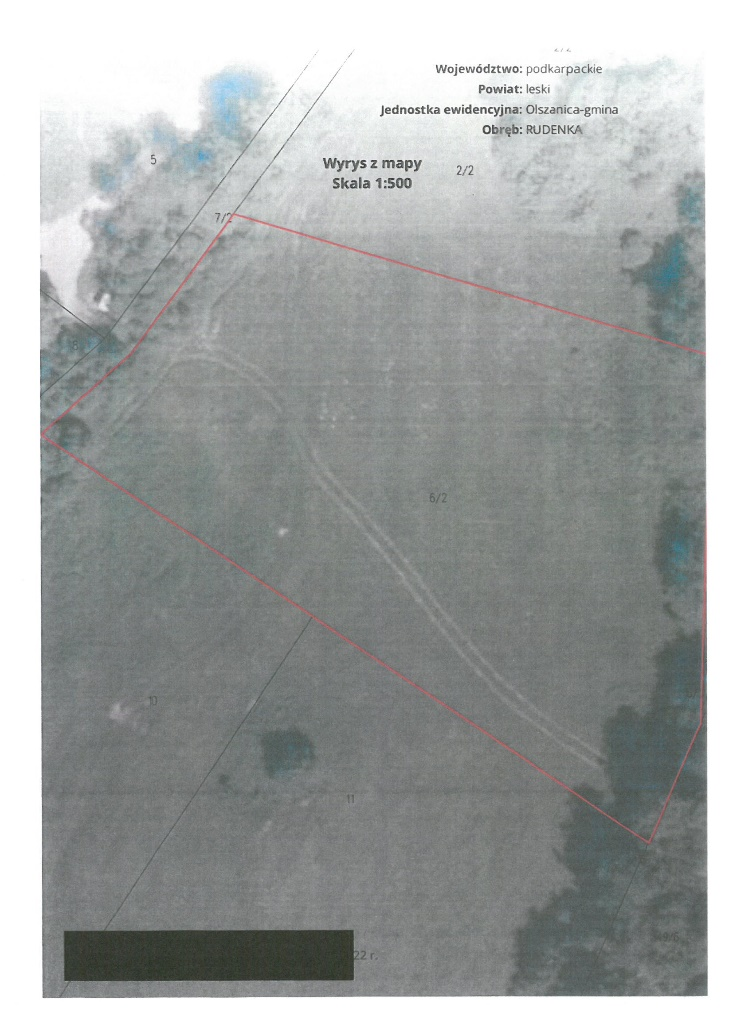 Województwo: podkarpackie
Powiat: leski
Jednostka ewidencyjna: Olszanica-gmina
Obręb: RUDENKA
Wyrys z mapy
Skala 1:500
5
2/2
7/2
6/2
10
11
22 r.